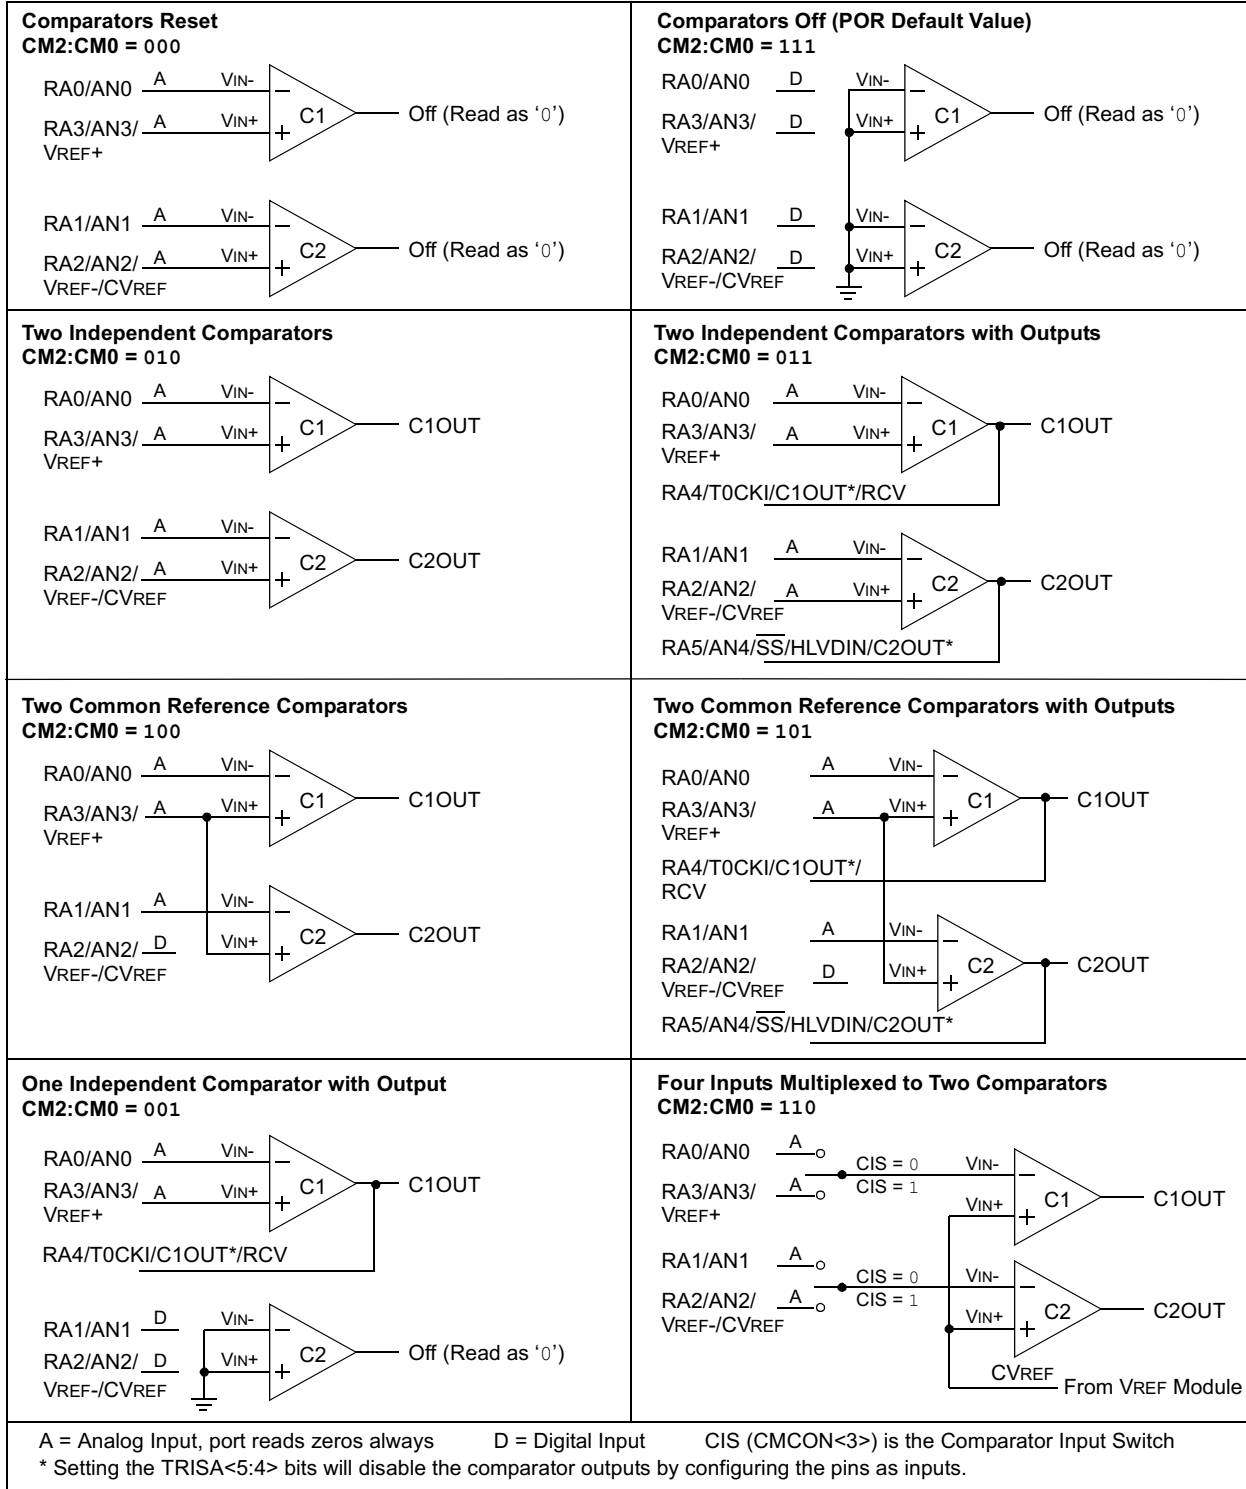 Comparators Reset
CM2:CM0 = 000
RA0/AN0 A VIN-
RA3/AN3/ A VIN+
VREF+
C1
Off (Read as ‘0’)
RA1/AN1 A VIN-
RA2/AN2/ A VIN+
VREF-/CVREF
C2
Off (Read as ‘0’)
Comparators Off (POR Default Value)
CM2:CM0 = 111
RA0/AN0 D VIN-
RA3/AN3/ D VIN+
VREF+
C1
Off (Read as ‘0’)
RA1/AN1 D VIN-
RA2/AN2/ D VIN+
VREF-/CVREF
C2
Off (Read as ‘0’)
Two Independent Comparators
CM2:CM0 = 010
RA0/AN0 A VIN-
RA3/AN3/ A VIN+
VREF+
C1
C1OUT
RA1/AN1 A VIN-
RA2/AN2/ A VIN+
VREF-/CVREF
C2
C2OUT
Two Independent Comparators with Outputs
CM2:CM0 = 011
RA0/AN0 A VIN-
RA3/AN3/ A VIN+
VREF+
C1
C1OUT
RA4/T0CKI/C1OUT*/RCV
RA1/AN1 A VIN-
RA2/AN2/ A VIN+
VREF-/CVREF
C2
C2OUT
RA5/AN4/SS/HLVDIN/C2OUT*
Two Common Reference Comparators
CM2:CM0 = 100
RA0/AN0 A VIN-
RA3/AN3/ A VIN+
VREF+
C1
C1OUT
RA1/AN1 A VIN-
RA2/AN2/ D VIN+
VREF-/CVREF
C2
C2OUT
Two Common Reference Comparators with Outputs
CM2:CM0 = 101
RA0/AN0 A VIN-
RA3/AN3/ A VIN+
VREF+
C1
C1OUT
RA4/T0CKI/C1OUT*/
RCV
RA1/AN1 A VIN-
RA2/AN2/ D VIN+
VREF-/CVREF
C2
C2OUT
RA5/AN4/SS/HLVDIN/C2OUT*
One Independent Comparator with Output
CM2:CM0 = 001
RA0/AN0 A VIN-
RA3/AN3/ A VIN+
VREF+
C1
C1OUT
RA4/T0CKI/C1OUT*/RCV
RA1/AN1 D VIN-
RA2/AN2/ D VIN+
VREF-/CVREF
C2
Off (Read as ‘0’)
Four Inputs Multiplexed to Two Comparators
CM2:CM0 = 110
RA0/AN0 A
CIS = 0 VIN-
RA3/AN3/ A CIS = 1
VREF+
VIN+
C1
C1OUT
RA1/AN1 A
CIS = 0 VIN-
RA2/AN2/ A CIS = 1
VREF-/CVREF
VIN+
C2
C2OUT
CVREF
From VREF Module
A = Analog Input, port reads zeros always D = Digital Input CIS (CMCON<3>) is the Comparator Input Switch
* Setting the TRISA<5:4> bits will disable the comparator outputs by configuring the pins as inputs.